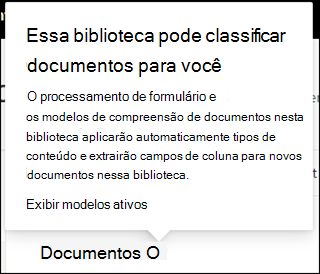 Essa biblioteca pode classificar
documentos para você
O processamento de formulário e
os modelos de compreensão de documentos nesta
biblioteca aplicarão automaticamente tipos de
conteúdo e extrairão campos de coluna para novos
documentos nessa biblioteca.
Exibir modelos ativos
Documentos O